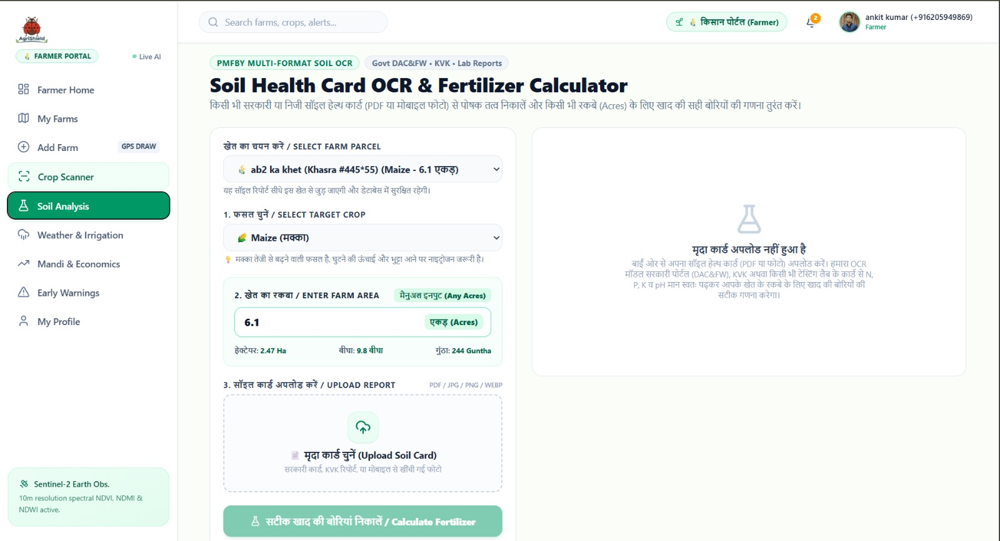 AgriShield
FARMER PORTAL
Live AI
Farmer Home
My Farms
Add Farm
GPS DRAW
Crop Scanner
Soil Analysis
Weather & Irrigation
Mandi & Economics
Early Warnings
My Profile
Sentinel-2 Earth Obs.
10m resolution spectral NDVI, NDMI &
NDWI active.
Search farms, crops, alerts...
किसान पोर्टल (Farmer)
2
ankit kumar (+916205949869)
Farmer
PMFBY MULTI-FORMAT SOIL OCR
Govt DAC&FW • KVK • Lab Reports
Soil Health Card OCR & Fertilizer Calculator
किसी भी सरकारी या निजी सॉइल हेल्थ कार्ड (PDF या मोबाइल फोटो) से पोषक तत्व निकालें और किसी भी रकबे (Acres) के लिए खाद की सही बोरियों की गणना तुरंत करें।
खेत का चयन करें / SELECT FARM PARCEL
ab2 ka khet (Khasra #445*55) (Maize - 6.1 एकड़)
यह सॉइल रिपोर्ट सीधे इस खेत से जुड़ जाएगी और डेटाबेस में सुरक्षित रहेगी।
1. फसल चुनें / SELECT TARGET CROP
Maize (मक्का)
मक्का तेजी से बढ़ने वाली फसल है, घुटने की ऊंचाई और भुट्टा आने पर नाइट्रोजन जरूरी है।
2. खेत का रकबा / ENTER FARM AREA
मैनुअल इनपुट (Any Acres)
6.1
एकड़ (Acres)
हेक्टेयर: 2.47 Ha
बीघा: 9.8 बीघा
गुंठा: 244 Guntha
3. सॉइल कार्ड अपलोड करें / UPLOAD REPORT
PDF / JPG / PNG / WEBP
मृदा कार्ड चुनें (Upload Soil Card)
सरकारी कार्ड, KVK रिपोर्ट, या मोबाइल से खींची गई फोटो
सटीक खाद की बोरियां निकालें / Calculate Fertilizer
मृदा कार्ड अपलोड नहीं हुआ है
बाईं ओर से अपना सॉइल हेल्थ कार्ड (PDF या फोटो) अपलोड करें। हमारा OCR
मॉडल सरकारी पोर्टल (DAC&FW), KVK अथवा किसी भी टेस्टिंग लैब के कार्ड से N,
P, K व pH मान स्वतः पढ़कर आपके खेत के रकबे के लिए खाद की बोरियों की
सटीक गणना करेगा।